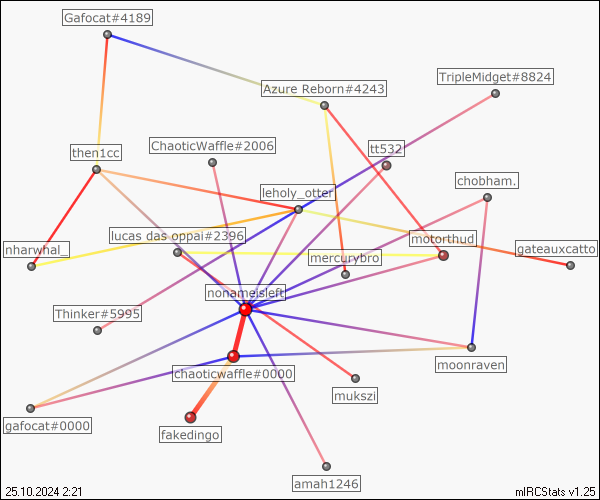 Gafocat#4189
TripleMidget#8824
Azure Reborn#4243
ChaoticWaffle#2006
tt532
then1cc
chobham.
leholy_otter
lucas das oppai#2396
motorthud
nharwhal_
mercurybro
gateauxcatto
nonameisleft
Thinker#5995
moonraven
chaoticwaffle#0000
mukszi
gafocat#0000
fakedingo
amah1246
25.10.2024 2:21
mIRCStats v1.25